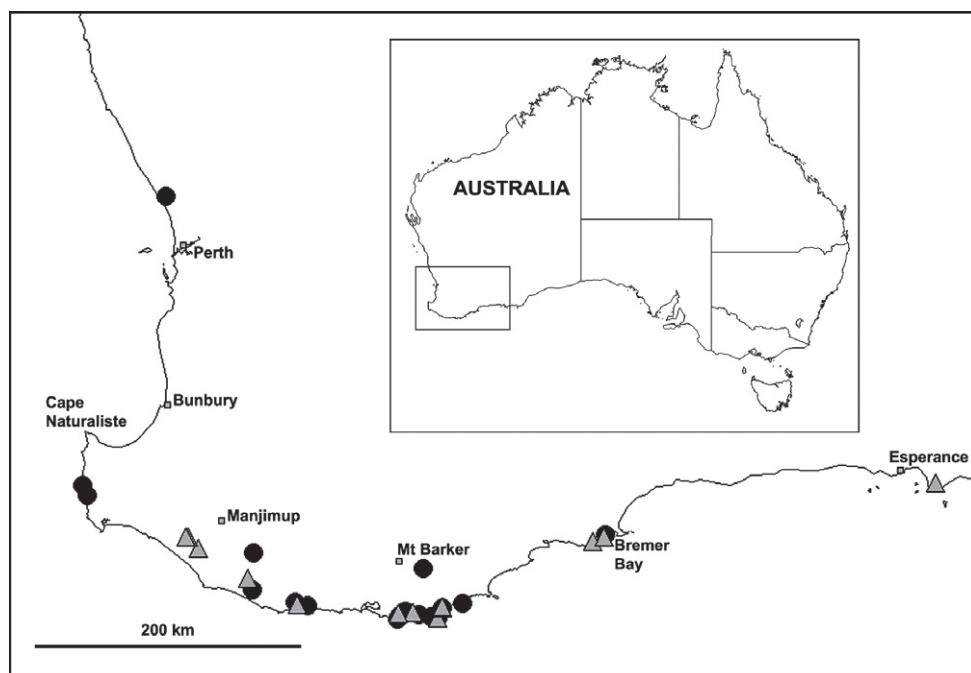 AUSTRALIA
Perth
Cape
Naturaliste
Bunbury
Esperance
Manjimup
Mt Barker
Bremer
Bay
200 km